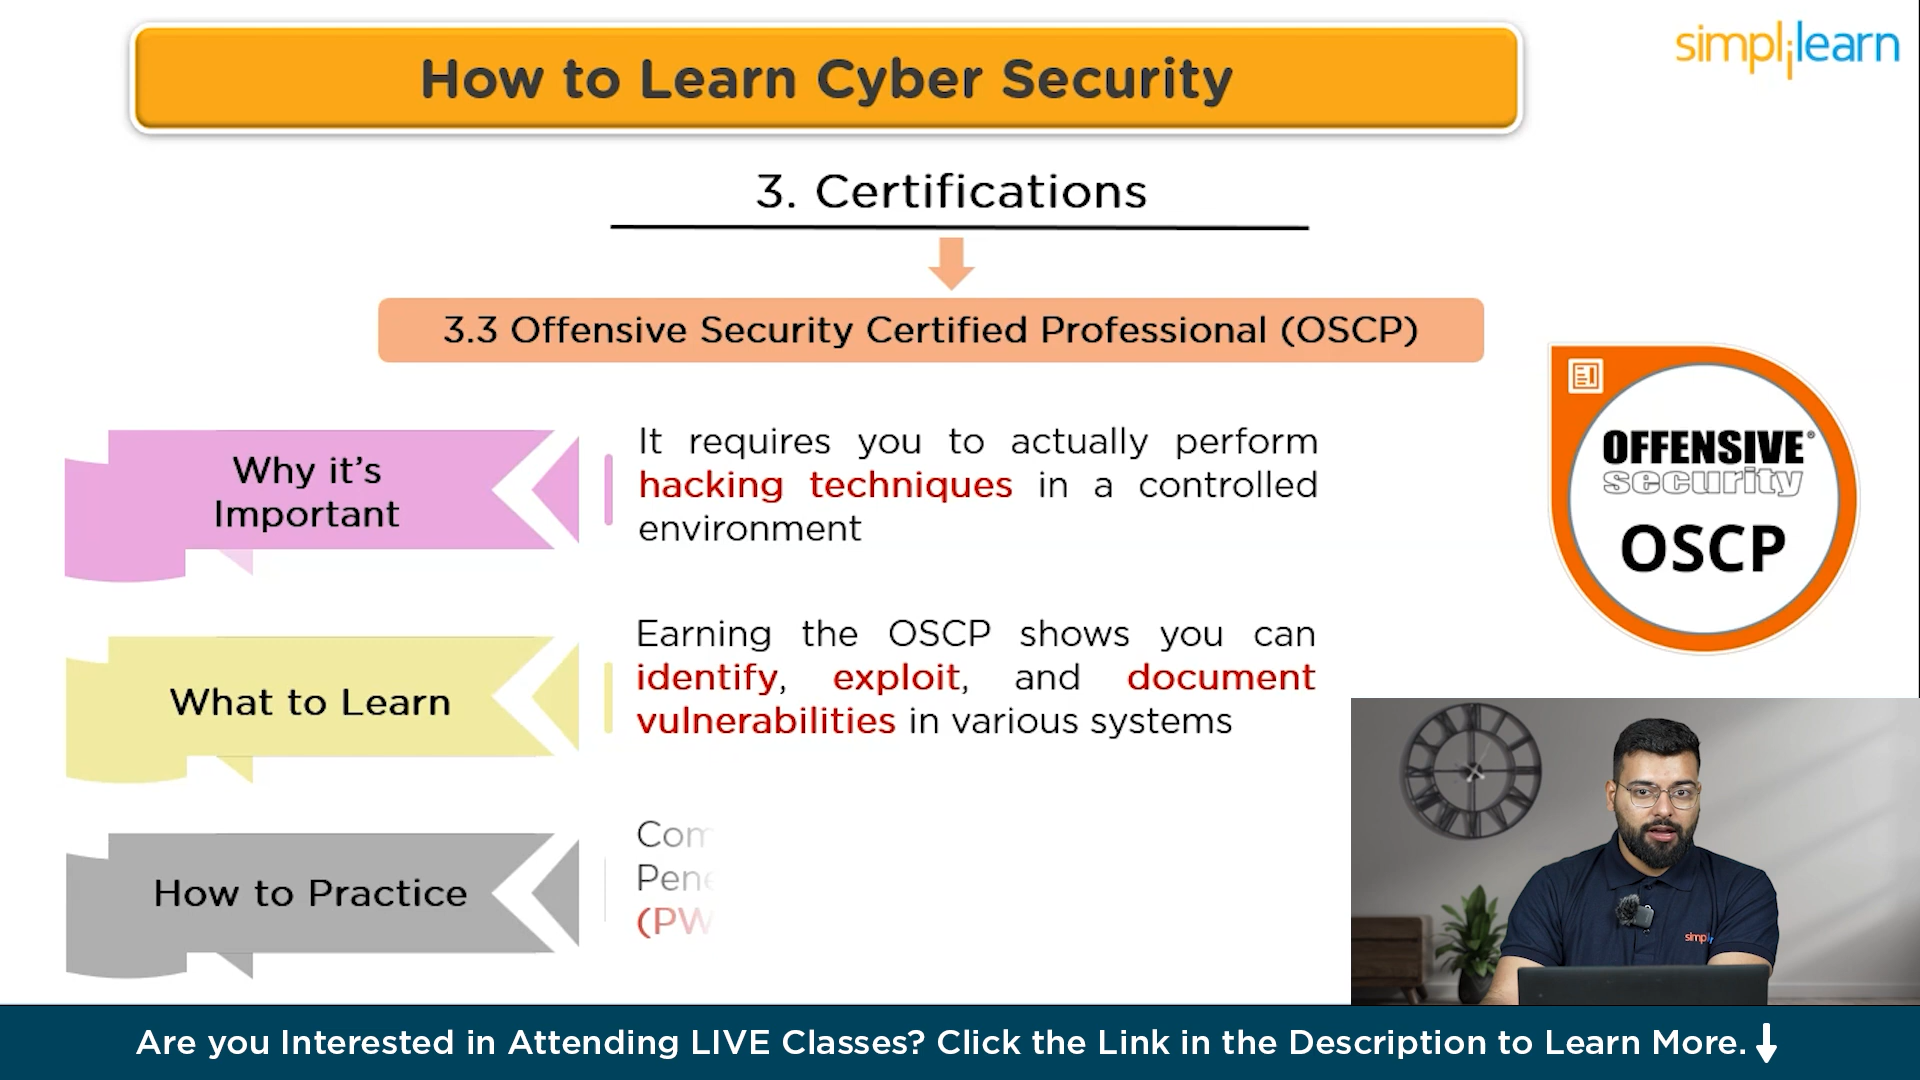 How to Learn Cyber Security
simplilearn
3. Certifications
3.3 Offensive Security Certified Professional (OSCP)
OFFENSIVE®
security
OSCP
Why it's
Important
It requires you to actually perform
hacking techniques in a controlled
environment
What to Learn
Earning the OSCP shows you can
identify, exploit, and document
vulnerabilities in various systems
How to Practice
Com
Pene
(PW
Are you Interested in Attending LIVE Classes? Click the Link in the Description to Learn More.